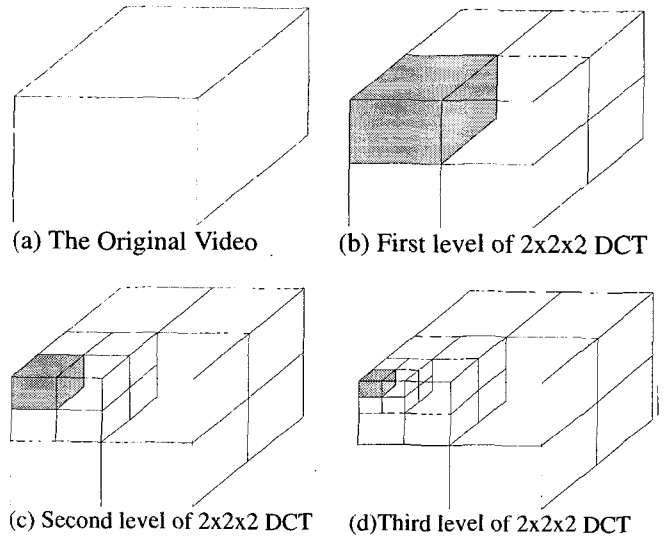 (a) The Original Video
(b) First level of 2x2x2 DCT
(c) Second level of 2x2x2 DCT
(d)Third level of 2x2x2 DCT